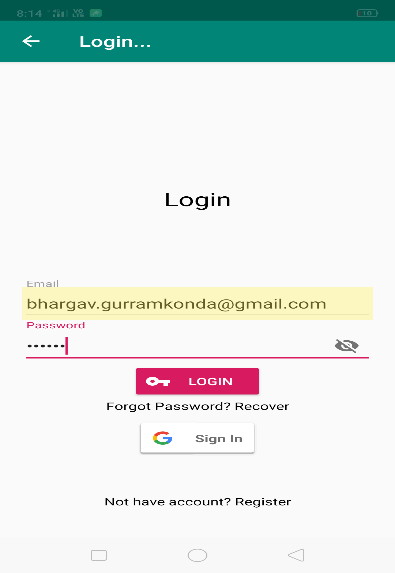 8:14
Login...
Login
Email
bhargav.gurramkonda@gmail.com
Password
••••••
LOGIN
Forgot Password? Recover
Sign In
Not have account? Register